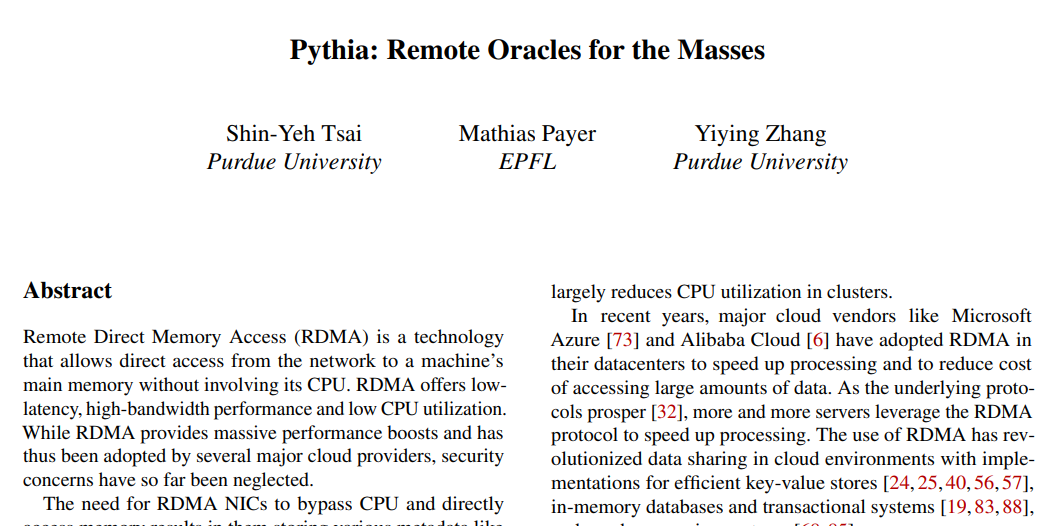 Pythia: Remote Oracles for the Masses
Shin-Yeh Tsai
Purdue University
Mathias Payer
EPFL
Yiying Zhang
Purdue University
Abstract
Remote Direct Memory Access (RDMA) is a technology
that allows direct access from the network to a machine's
main memory without involving its CPU. RDMA offers low-
latency, high-bandwidth performance and low CPU utilization.
While RDMA provides massive performance boosts and has
thus been adopted by several major cloud providers, security
concerns have so far been neglected.
The need for RDMA NICs to bypass CPU and directly
access memory results in them storing various metadata like
largely reduces CPU utilization in clusters.
In recent years, major cloud vendors like Microsoft
Azure [73] and Alibaba Cloud [6] have adopted RDMA in
their datacenters to speed up processing and to reduce cost
of accessing large amounts of data. As the underlying proto-
cols prosper [32], more and more servers leverage the RDMA
protocol to speed up processing. The use of RDMA has rev-
olutionized data sharing in cloud environments with imple-
mentations for efficient key-value stores [24,25,40,56,57],
in-memory databases and transactional systems [19,83,88],